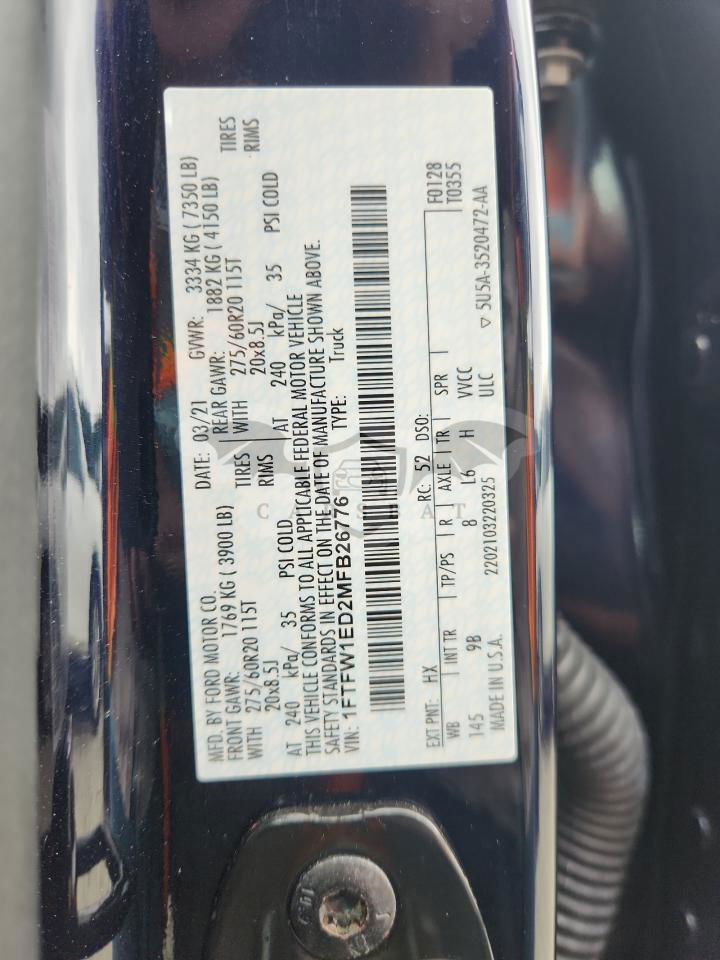 MFD. BY FORD MOTOR CO. DATE: 03/21 GVWR: 3334 KG ( 7350 LB)
FRONT GAWR: 1769 KG ( 3900 LB) REAR GAWR: 1882 KG ( 4150 LB)
WITH 275/60R20 115T TIRES WITH 275/60R20 115T TIRES
20x8.5J RIMS 20x8.5J RIMS
AT 240 kPa/ 35 PSI COLD AT 240 kPa/ 35 PSI COLD
THIS VEHICLE CONFORMS TO ALL APPLICABLE FEDERAL MOTOR VEHICLE
SAFETY STANDARDS IN EFFECT ON THE DATE OF MANUFACTURE SHOWN ABOVE.
VIN: 1FTFW1ED2MFB26776 TYPE: Truck
CARSBAT
EXT PNT: HX RC: 52 DSO: F0128
WB INT TR TP/PS R AXLE TR SPR T0355
145 9B 8 L6 H VVCC
MADE IN U.S.A. 2202103220325 ULC ▽ 5U5A-3520472-AA